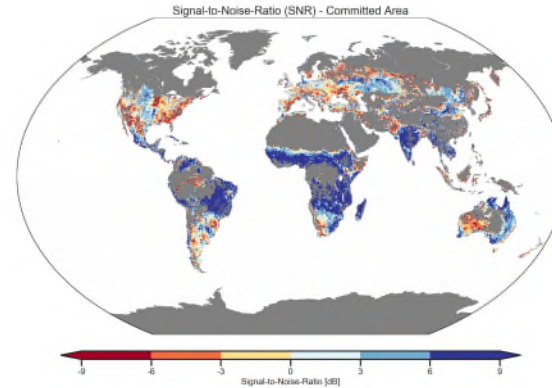 Signal-to-Noise-Ratio (SNR) - Committed Area
-9 -6 -3 0 3 6 9
Signal-to-Noise-Ratio [dB]